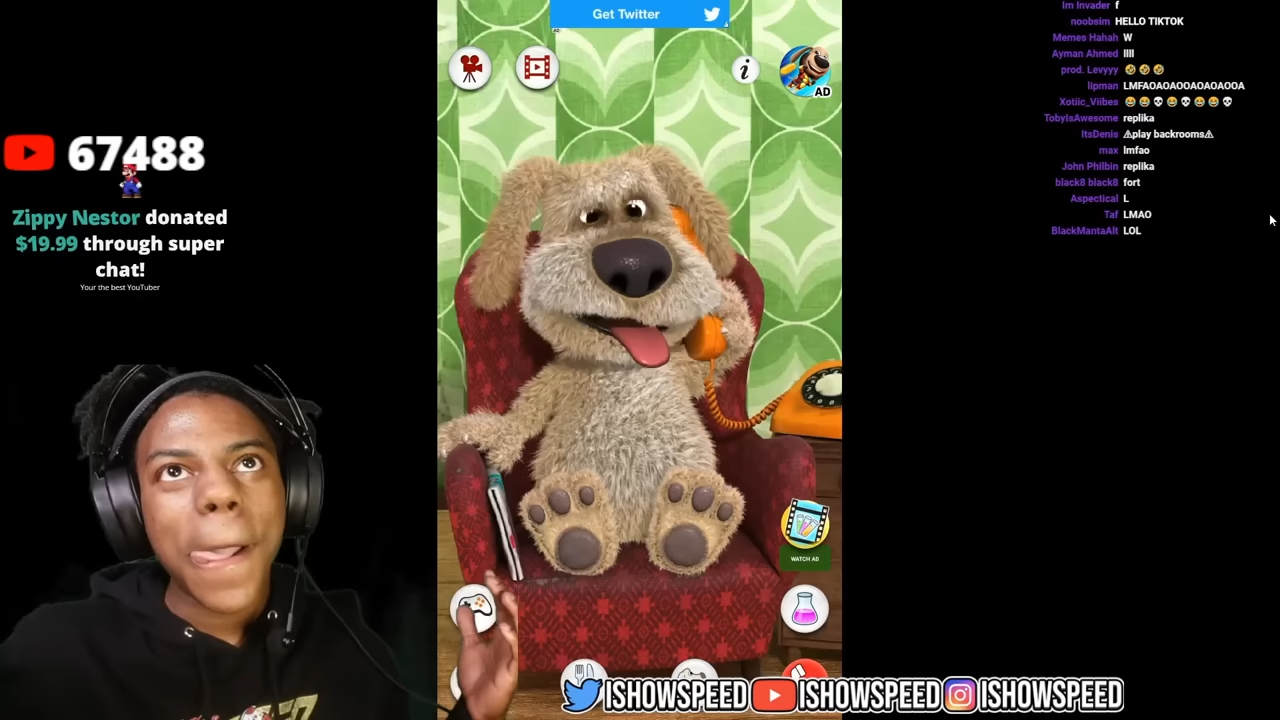 Get Twitter
AD
67488
Zippy Nestor donated
$19.99 through super
chat!
Your the best YouTuber
i
AD
WATCH AD
Im Invader f
noobsim HELLO TIKTOK
Memes Hahah W
Ayman Ahmed llll
prod. Levyyy 🤣🤣🤣
lipman LMFAOAOAOOAOAOAOOA
Xotiic_Viibes 😂😂💀😂💀😂😂💀
TobyIsAwesome replika
ItsDenis ⚠play backrooms⚠
max lmfao
John Philbin replika
black8 black8 fort
Aspectical L
Taf LMAO
BlackMantaAlt LOL
ISHOWSPEED ISHOWSPEED ISHOWSPEED